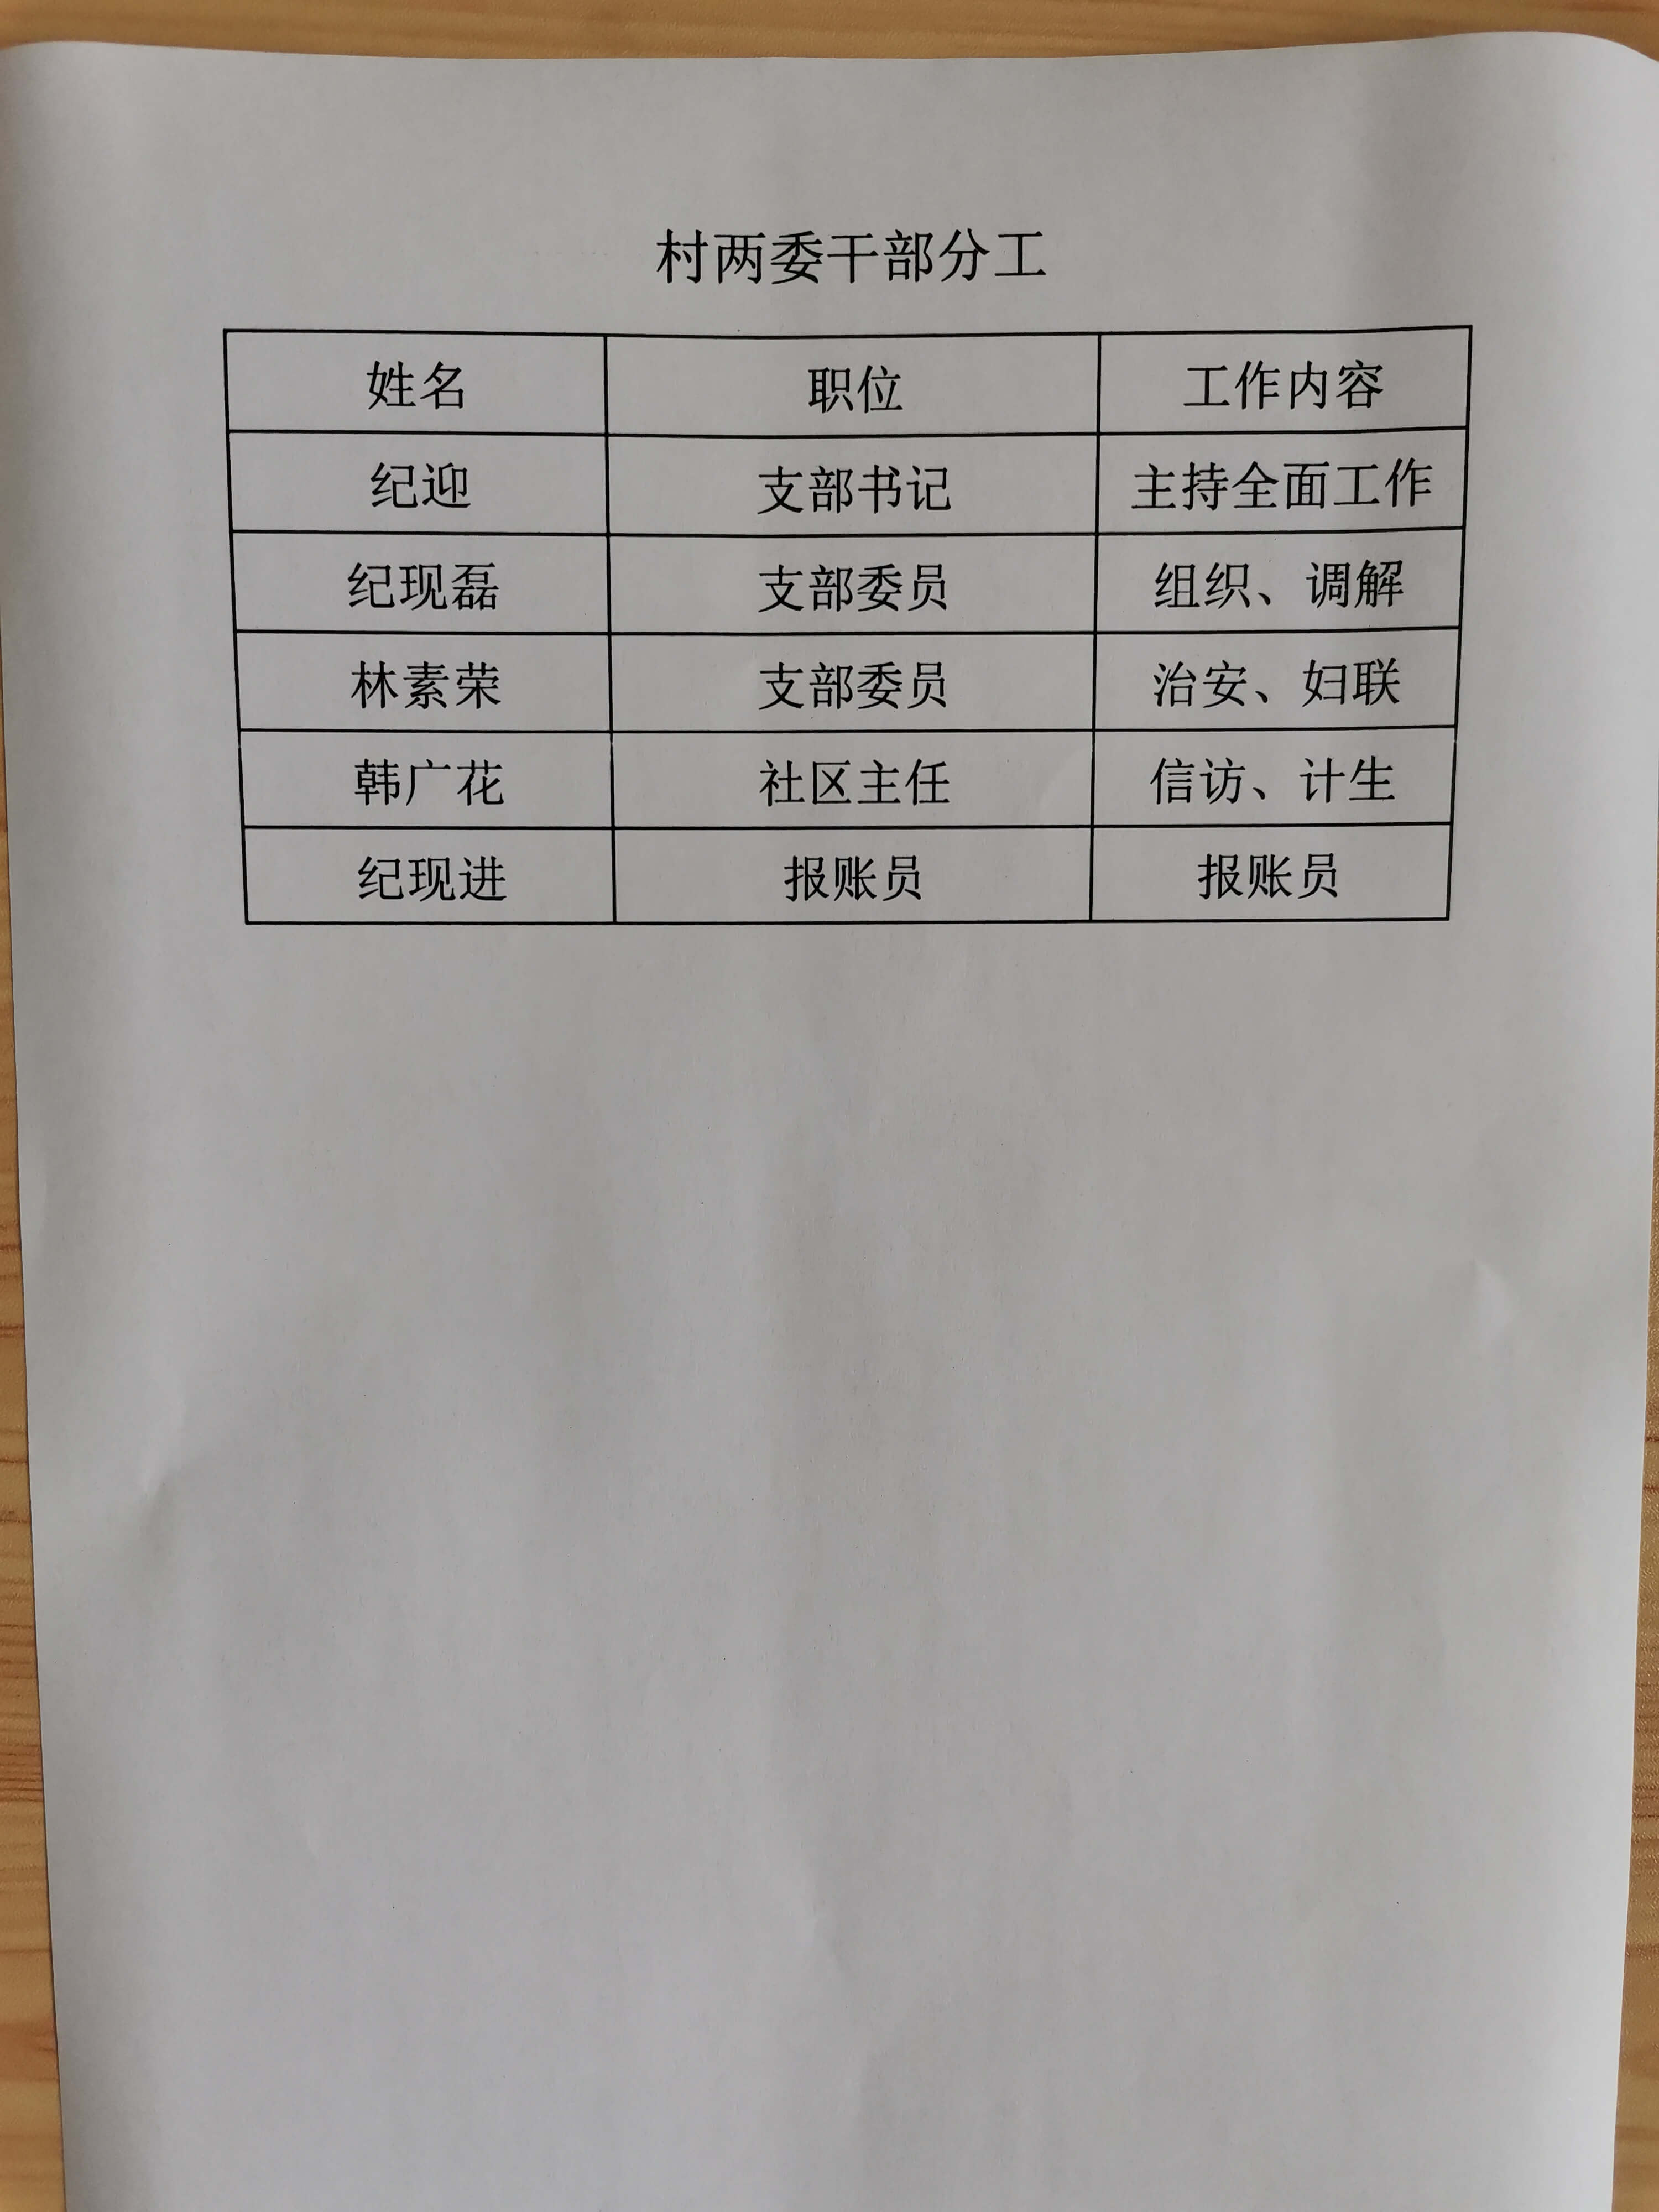 村两委干部分工
姓名 职位 工作内容
纪迎 支部书记 主持全面工作
纪现磊 支部委员 组织、调解
林素荣 支部委员 治安、妇联
韩广花 社区主任 信访、计生
纪现进 报账员 报账员